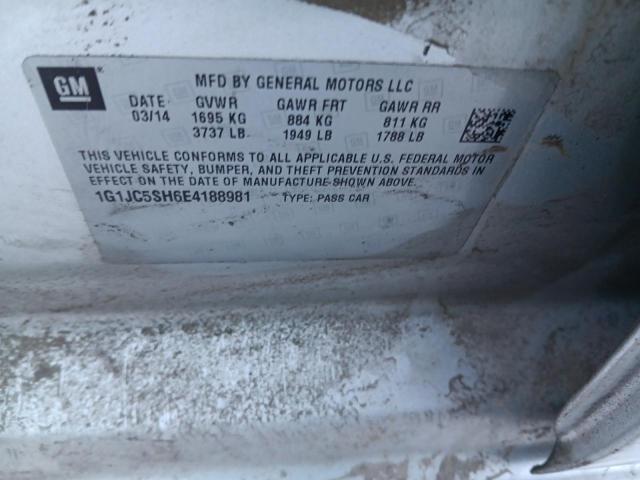 GM
MFD BY GENERAL MOTORS LLC
DATE GVWR GAWR FRT GAWR RR
03/14 1695 KG 884 KG 811 KG
3737 LB 1949 LB 1788 LB
THIS VEHICLE CONFORMS TO ALL APPLICABLE U.S. FEDERAL MOTOR
VEHICLE SAFETY, BUMPER, AND THEFT PREVENTION STANDARDS IN
EFFECT ON THE DATE OF MANUFACTURE SHOWN ABOVE.
1G1JC5SH6E4188981 TYPE: PASS CAR